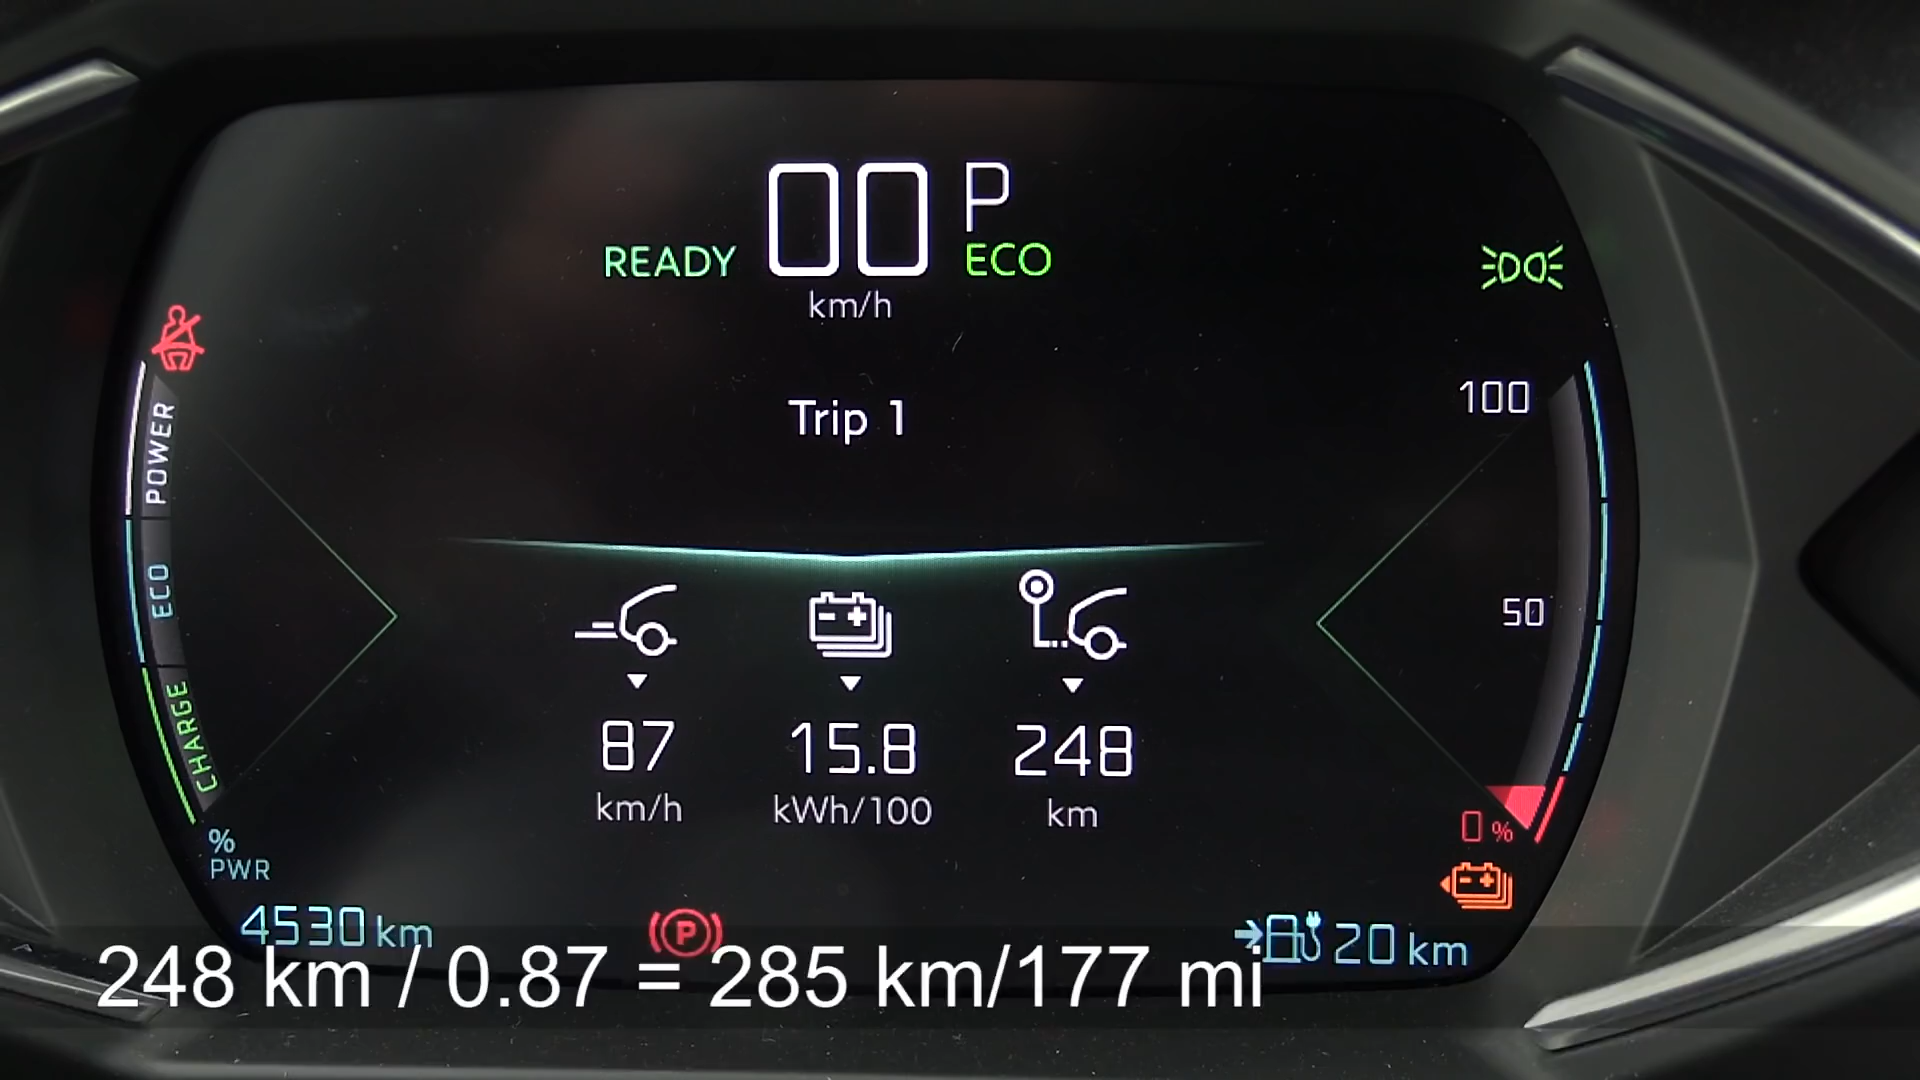 00 P
READY ECO
km/h
Trip 1
POWER
ECO
CHARGE
100
50
0 %
87 15.8 248
km/h kWh/100 km
%
PWR
4530 km
P
20 km
248 km / 0.87 = 285 km/177 mi